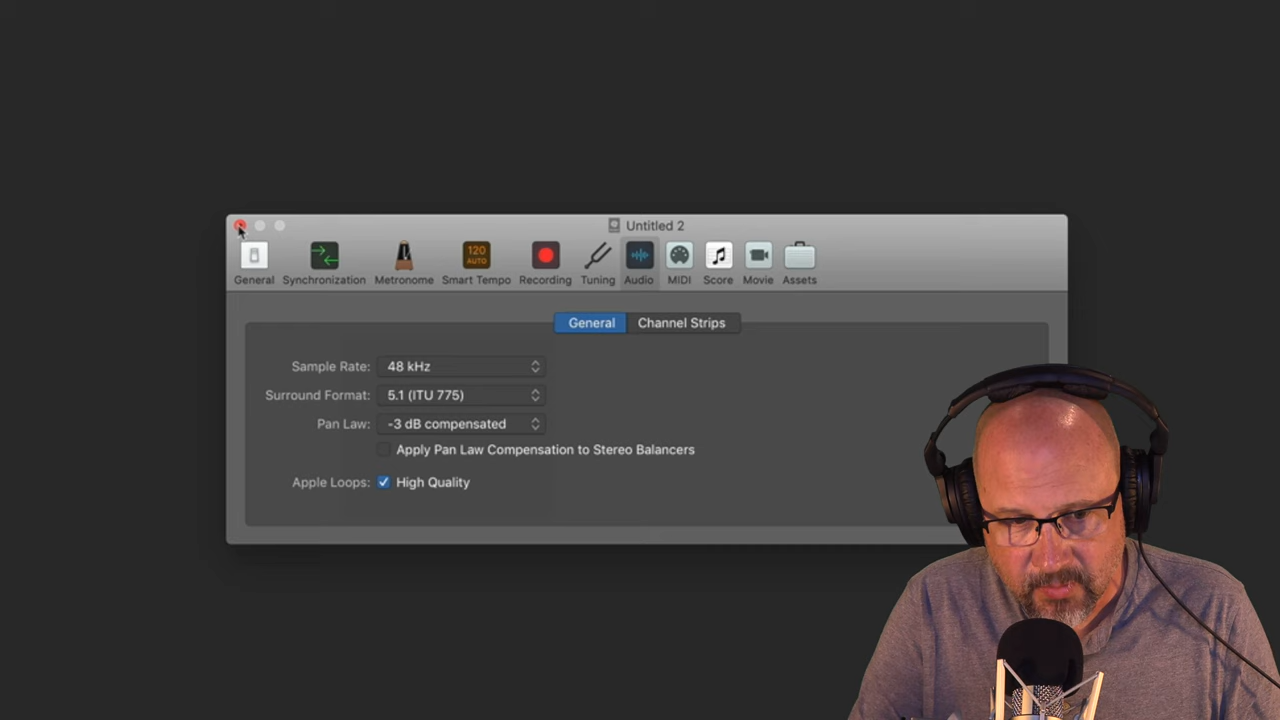 Untitled 2
120
AUTO
General Synchronization Metronome Smart Tempo Recording Tuning Audio MIDI Score Movie Assets
General Channel Strips
Sample Rate: 48 kHz
Surround Format: 5.1 (ITU 775)
Pan Law: -3 dB compensated
Apply Pan Law Compensation to Stereo Balancers
Apple Loops: High Quality